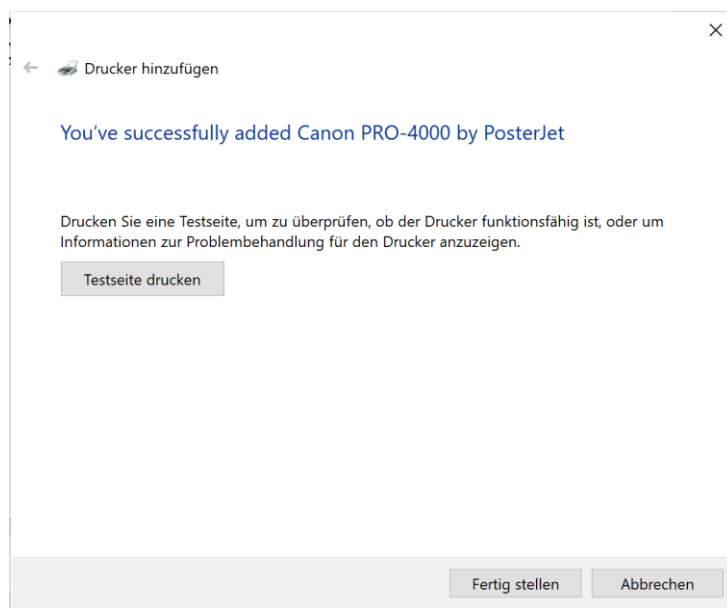 Drucker hinzufügen
You've successfully added Canon PRO-4000 by PosterJet
Drucken Sie eine Testseite, um zu überprüfen, ob der Drucker funktionsfähig ist, oder um
Informationen zur Problembehandlung für den Drucker anzuzeigen.
Testseite drucken
Fertig stellen
Abbrechen